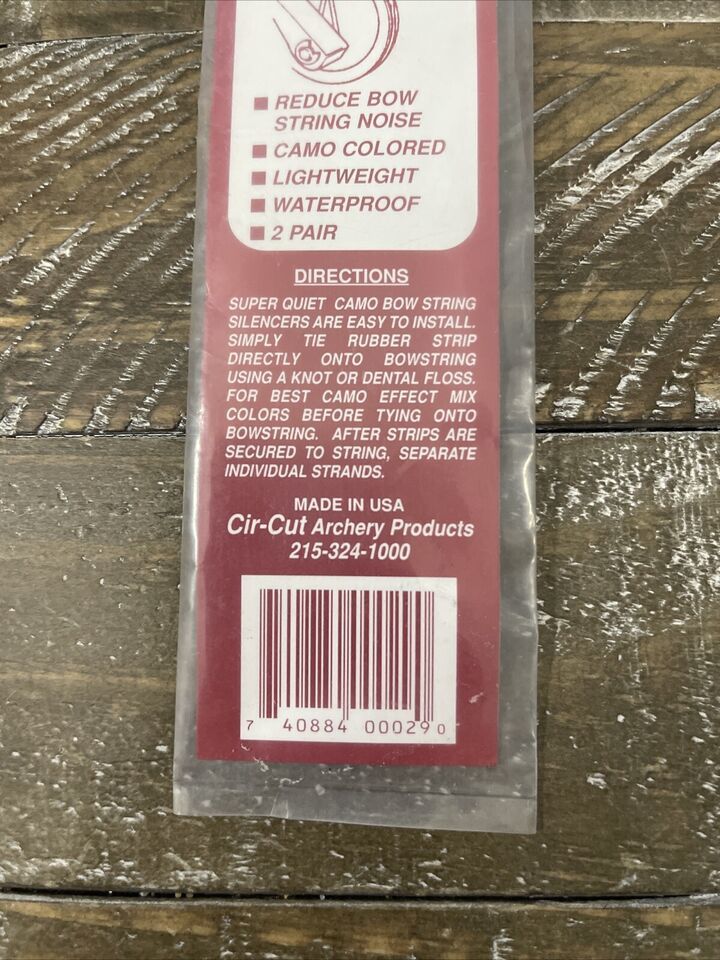 ■ REDUCE BOW
STRING NOISE
■ CAMO COLORED
■ LIGHTWEIGHT
■ WATERPROOF
■ 2 PAIR
DIRECTIONS
SUPER QUIET CAMO BOW STRING
SILENCERS ARE EASY TO INSTALL.
SIMPLY TIE RUBBER STRIP
DIRECTLY ONTO BOWSTRING
USING A KNOT OR DENTAL FLOSS.
FOR BEST CAMO EFFECT MIX
COLORS BEFORE TYING ONTO
BOWSTRING. AFTER STRIPS ARE
SECURED TO STRING, SEPARATE
INDIVIDUAL STRANDS.
MADE IN USA
Cir-Cut Archery Products
215-324-1000
7 40884 00029 0